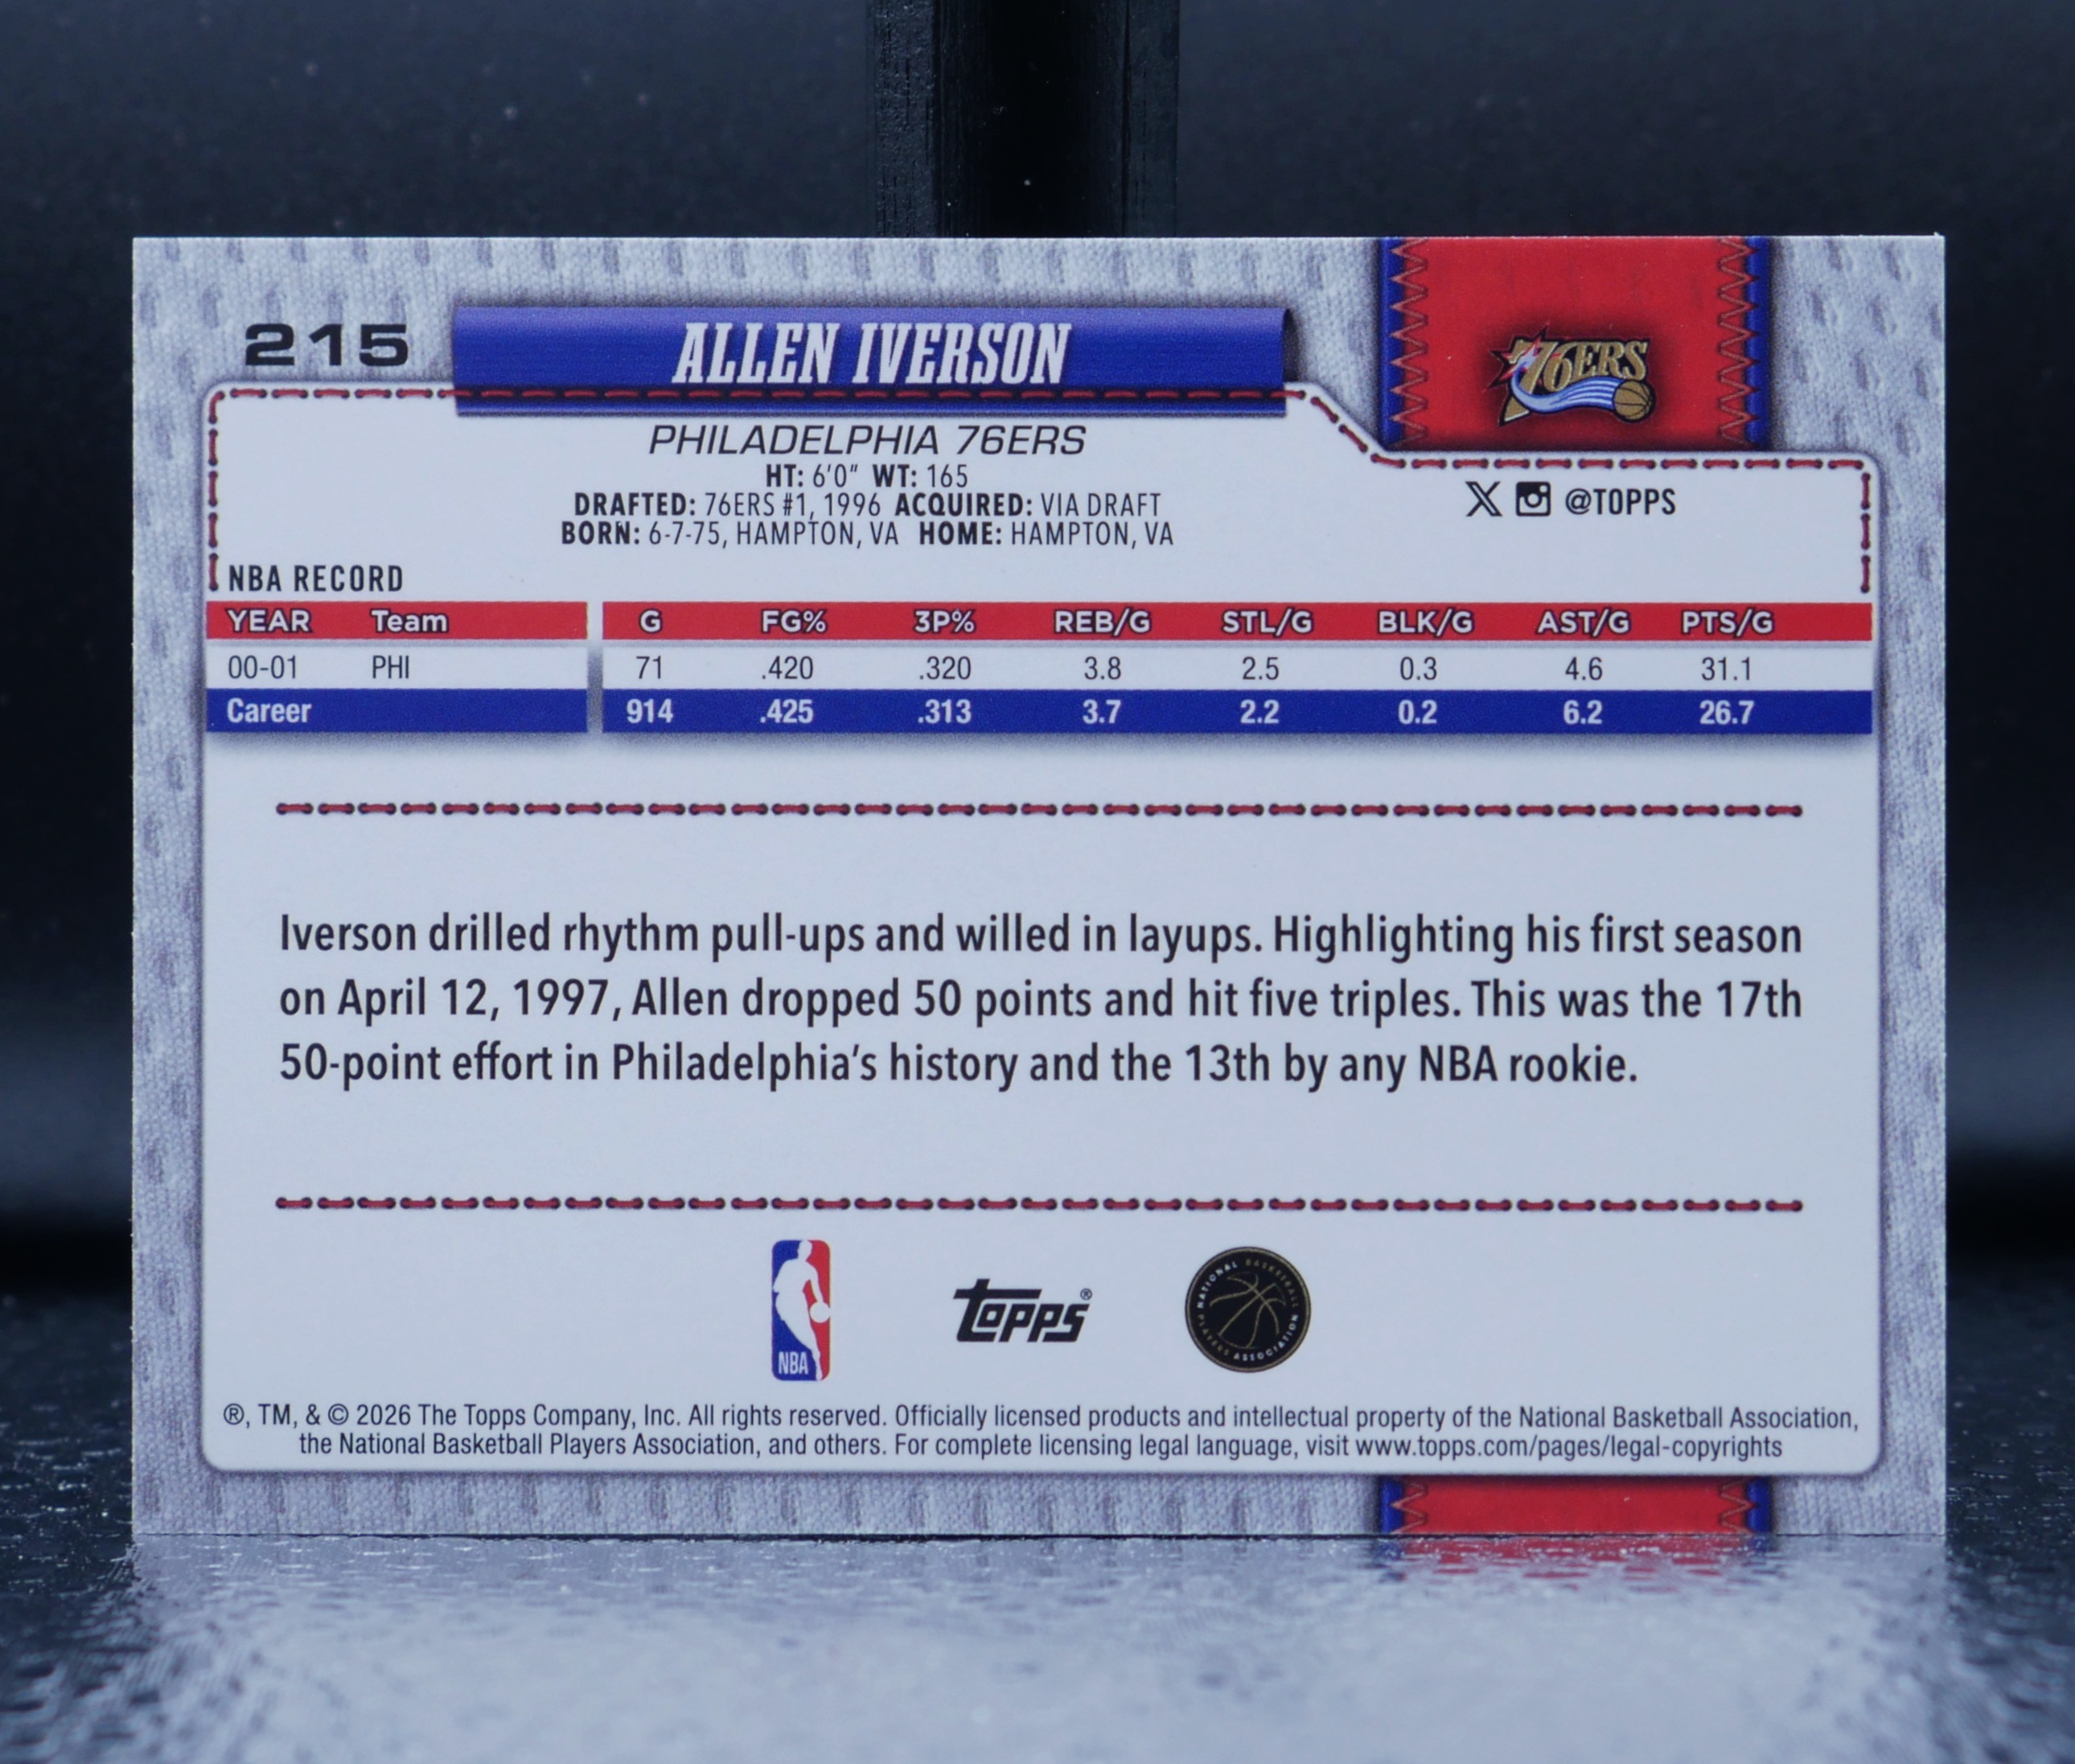 215
ALLEN IVERSON
76ERS
PHILADELPHIA 76ERS
HT: 6'0" WT: 165
DRAFTED: 76ERS #1, 1996 ACQUIRED: VIA DRAFT
BORN: 6-7-75, HAMPTON, VA HOME: HAMPTON, VA
X @TOPPS
NBA RECORD
YEAR Team G FG% 3P% REB/G STL/G BLK/G AST/G PTS/G
00-01 PHI 71 .420 .320 3.8 2.5 0.3 4.6 31.1
Career 914 .425 .313 3.7 2.2 0.2 6.2 26.7
Iverson drilled rhythm pull-ups and willed in layups. Highlighting his first season
on April 12, 1997, Allen dropped 50 points and hit five triples. This was the 17th
50-point effort in Philadelphia's history and the 13th by any NBA rookie.
NBA
Topps®
NATIONAL BASKETBALL PLAYERS ASSOCIATION
®, TM, & © 2026 The Topps Company, Inc. All rights reserved. Officially licensed products and intellectual property of the National Basketball Association,
the National Basketball Players Association, and others. For complete licensing legal language, visit www.topps.com/pages/legal-copyrights